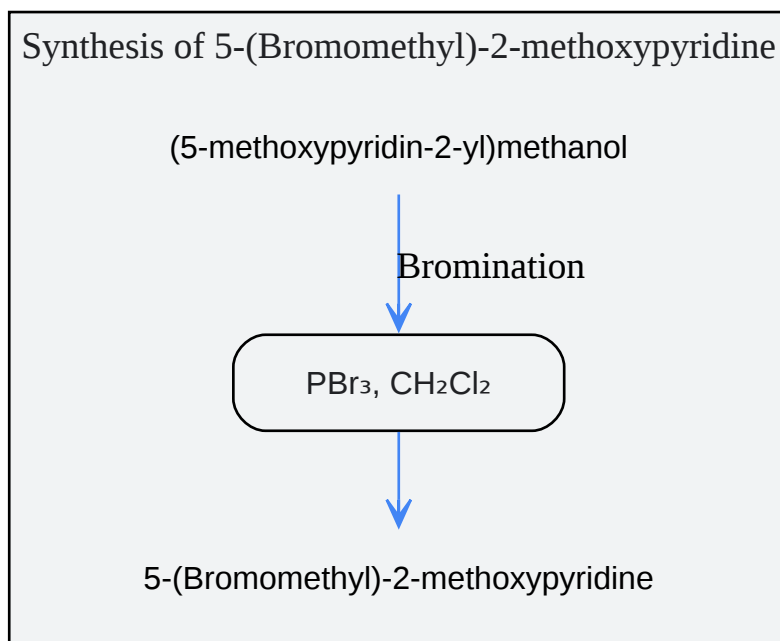 Synthesis of 5-(Bromomethyl)-2-methoxypyridine
(5-methoxypyridin-2-yl)methanol
Bromination
PBr₃, CH₂Cl₂
5-(Bromomethyl)-2-methoxypyridine